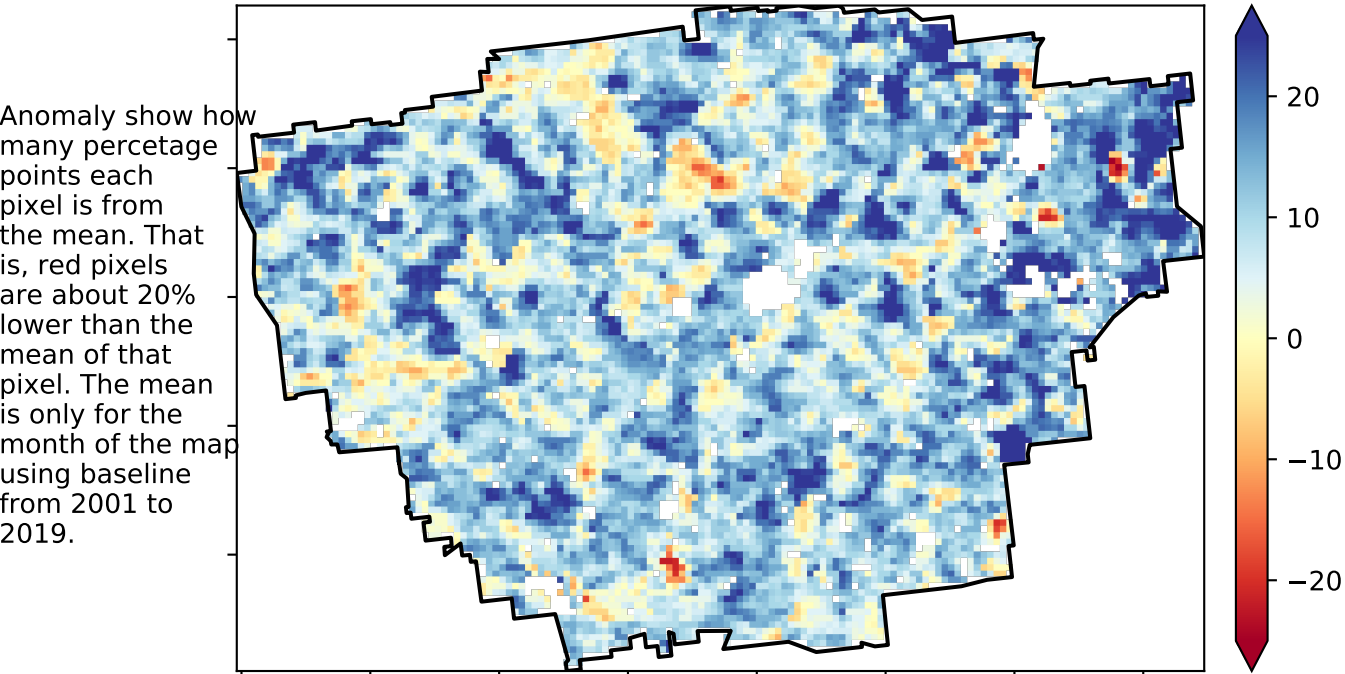 Anomaly show how
many percetage
points each
pixel is from
the mean. That
is, red pixels
are about 20%
lower than the
mean of that
pixel. The mean
is only for the
month of the map
using baseline
from 2001 to
2019.
20
10
0
−10
−20